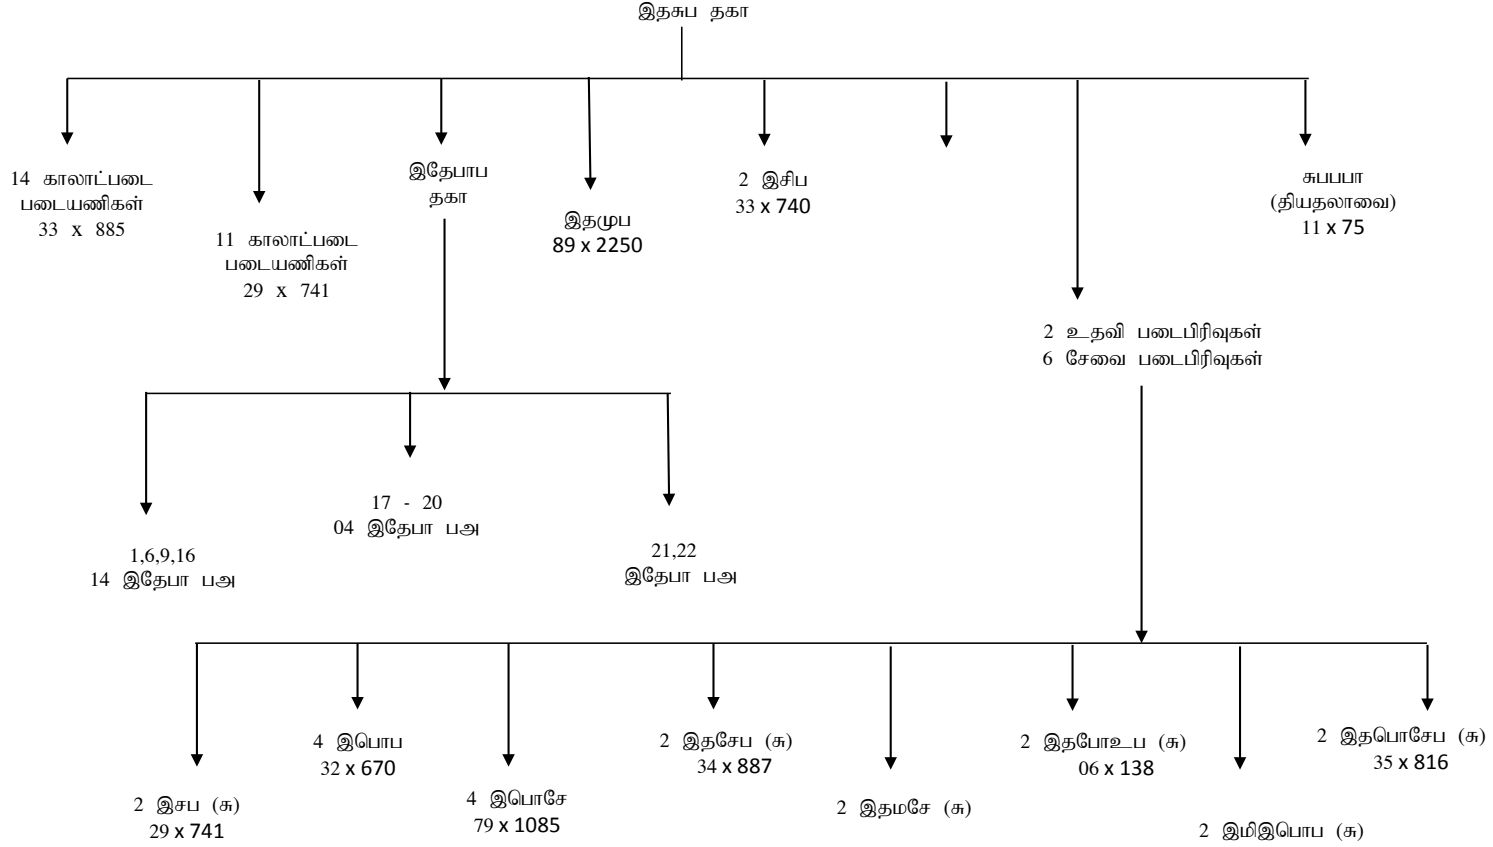 இதசுப தகா
14 காலாட்படை
படையணிகள்
33 x 885
11 காலாட்படை
படையணிகள்
29 x 741
இதேபாப
தகா
இதமுப
89 x 2250
2 இசிப
33 x 740
சுபபபா
(தியதலாவை)
11 x 75
2 உதவி படைபிரிவுகள்
6 சேவை படைபிரிவுகள்
1,6,9,16
14 இதேபா பஅ
17 - 20
04 இதேபா பஅ
21,22
இதேபா பஅ
2 இசப (சு)
29 x 741
4 இபொப
32 x 670
4 இபொசே
79 x 1085
2 இதசேப (சு)
34 x 887
2 இதமசே (சு)
2 இதபோஉப (சு)
06 x 138
2 இமிஇபொப (சு)
2 இதபொசேப (சு)
35 x 816